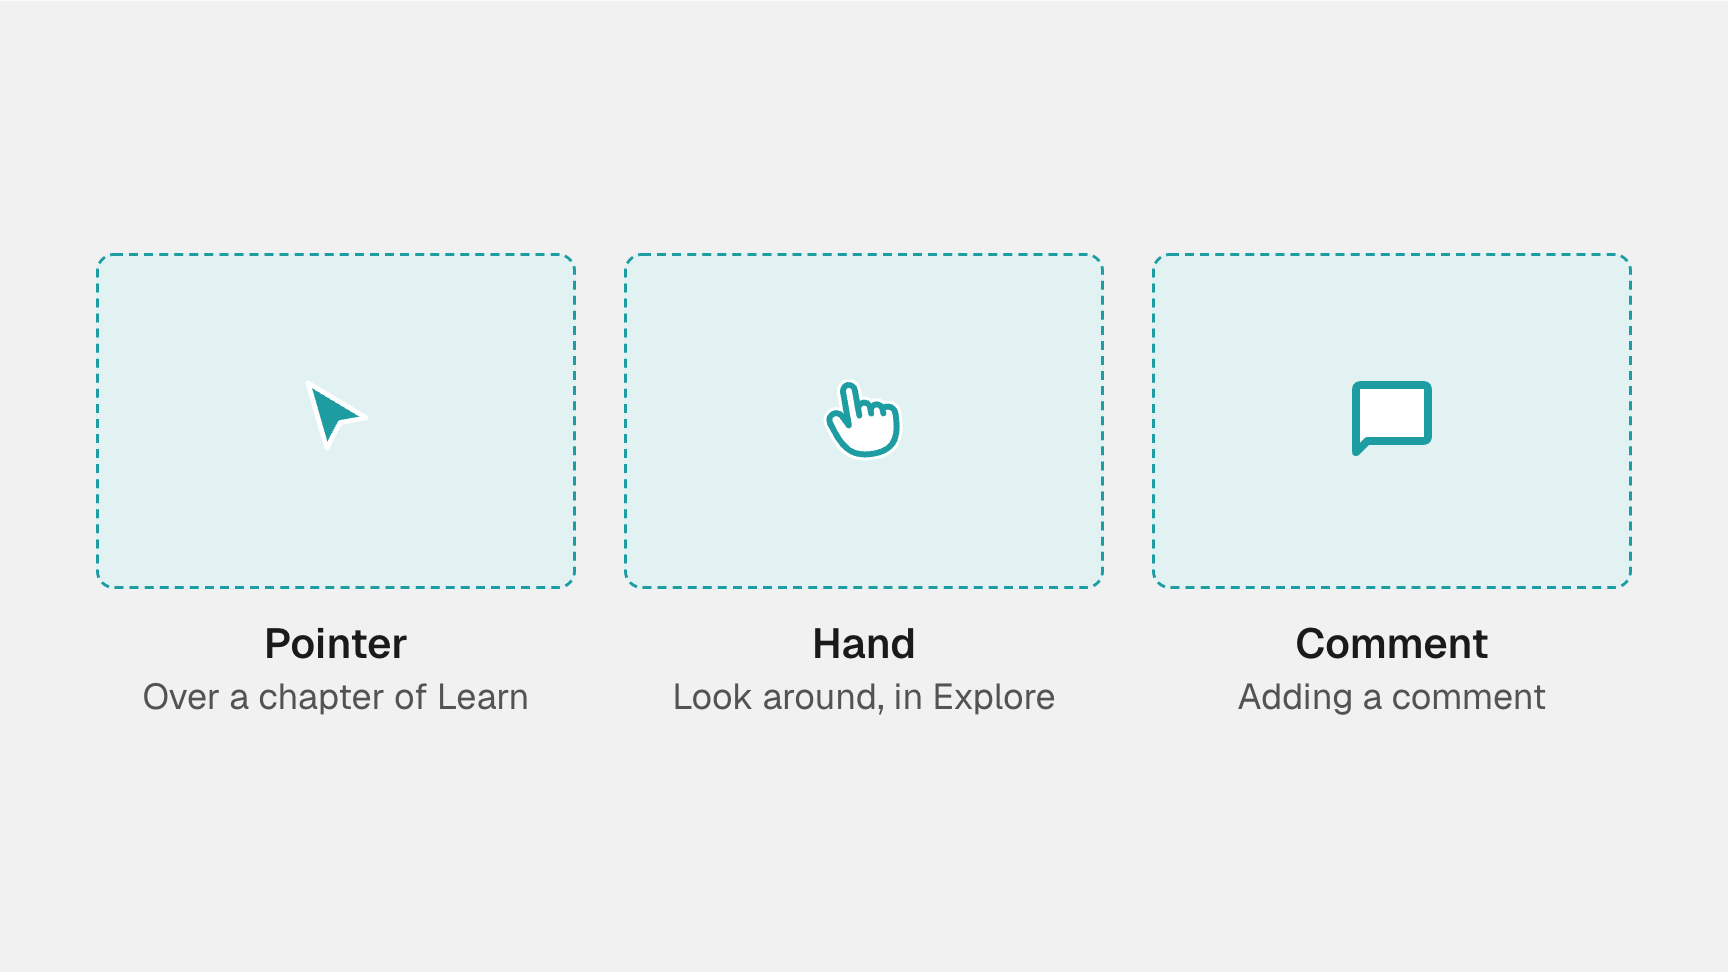 Pointer
Over a chapter of Learn
Hand
Look around, in Explore
Comment
Adding a comment